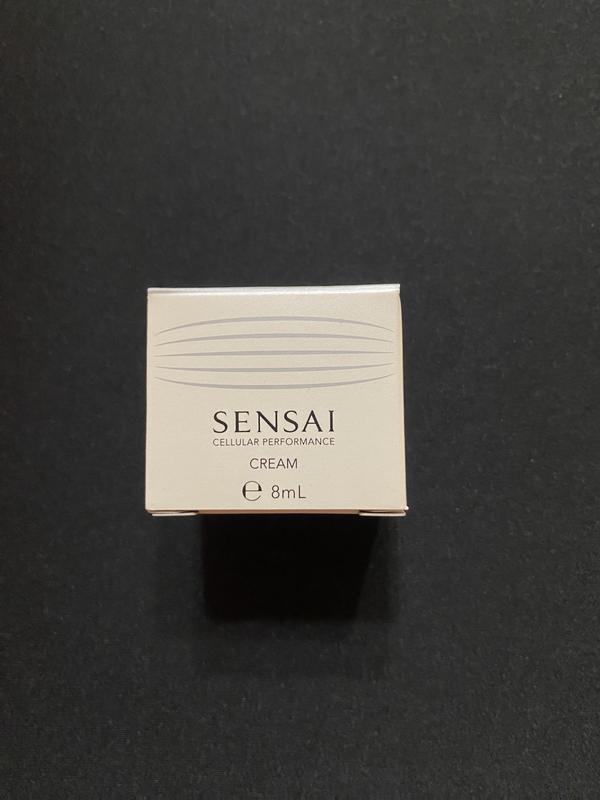 SENSAI
CELLULAR PERFORMANCE
CREAM
℮ 8mL